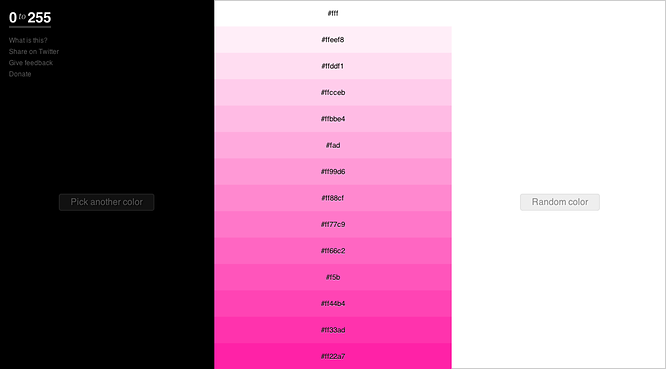 0 to 255
What is this?
Share on Twitter
Give feedback
Donate
Pick another color
#fff
#ffeef8
#ffddf1
#ffcceb
#ffbbe4
#fad
#ff99d6
#ff88cf
#ff77c9
#ff66c2
#f5b
#ff44b4
#ff33ad
#ff22a7
Random color